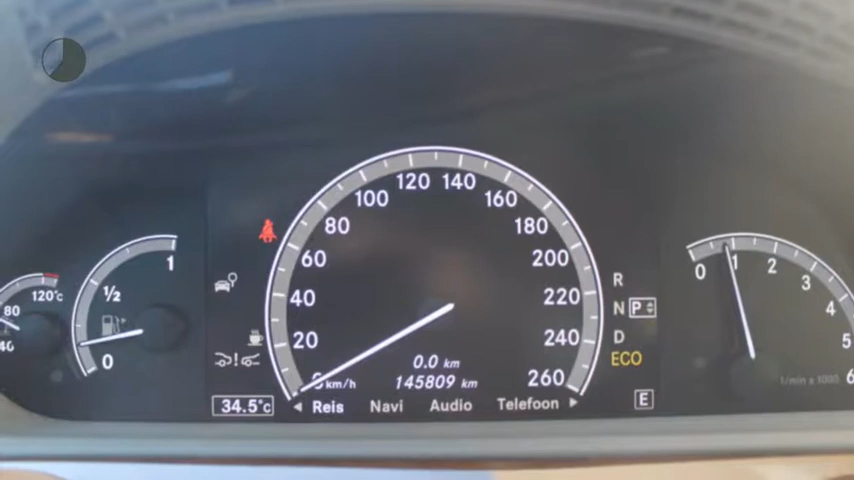 120°C
80
40
1
1/2
0
34.5°C
0 km/h
20
40
60
80
100
120
140
160
180
200
220
240
260
0.0 km
145809 km
Reis Navi Audio Telefoon
R
N P
D
ECO
E
0
1
2
3
4
5
6
1/min x 1000